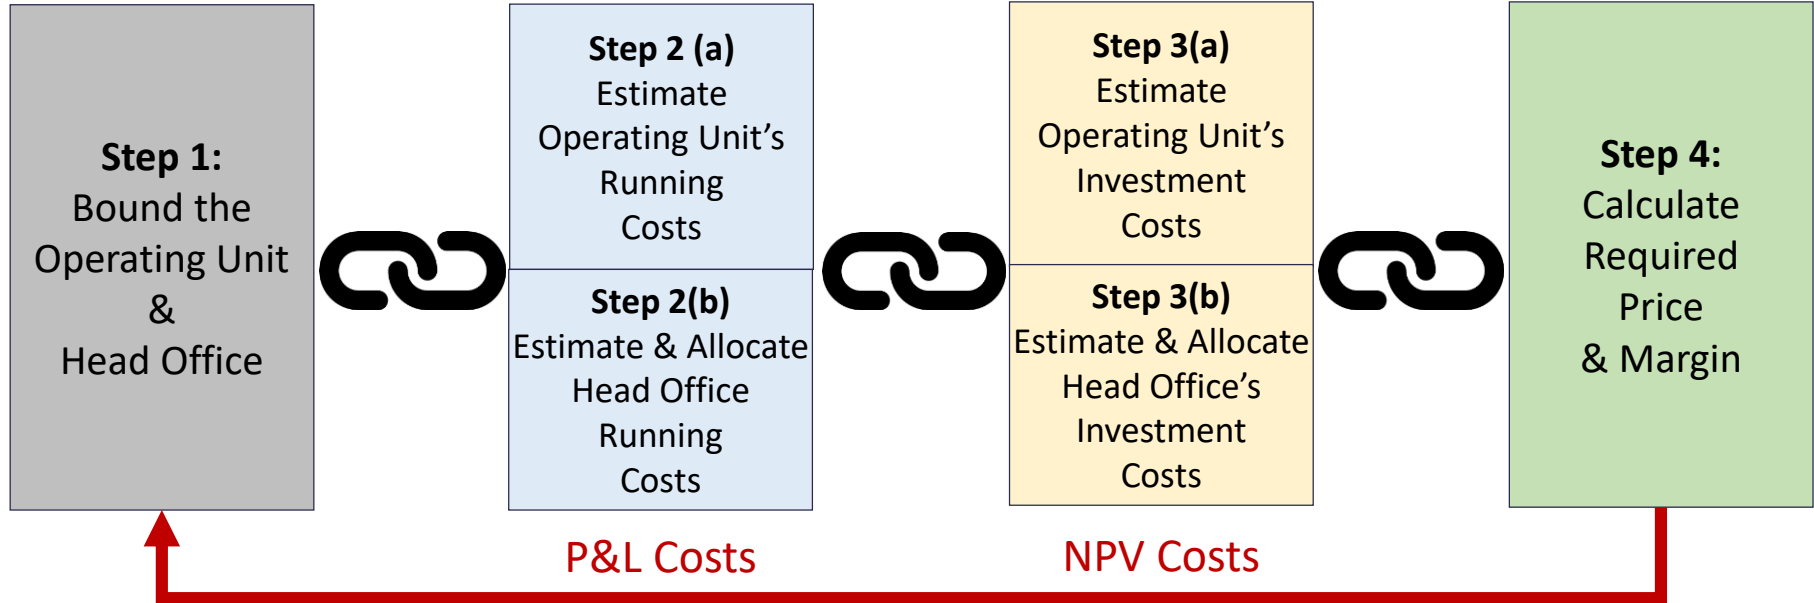 Step 1:
Bound the
Operating Unit
&
Head Office
Step 2 (a)
Estimate
Operating Unit’s
Running
Costs
Step 2(b)
Estimate & Allocate
Head Office
Running
Costs
Step 3(a)
Estimate
Operating Unit’s
Investment
Costs
Step 3(b)
Estimate & Allocate
Head Office’s
Investment
Costs
Step 4:
Calculate
Required
Price
& Margin
P&L Costs
NPV Costs